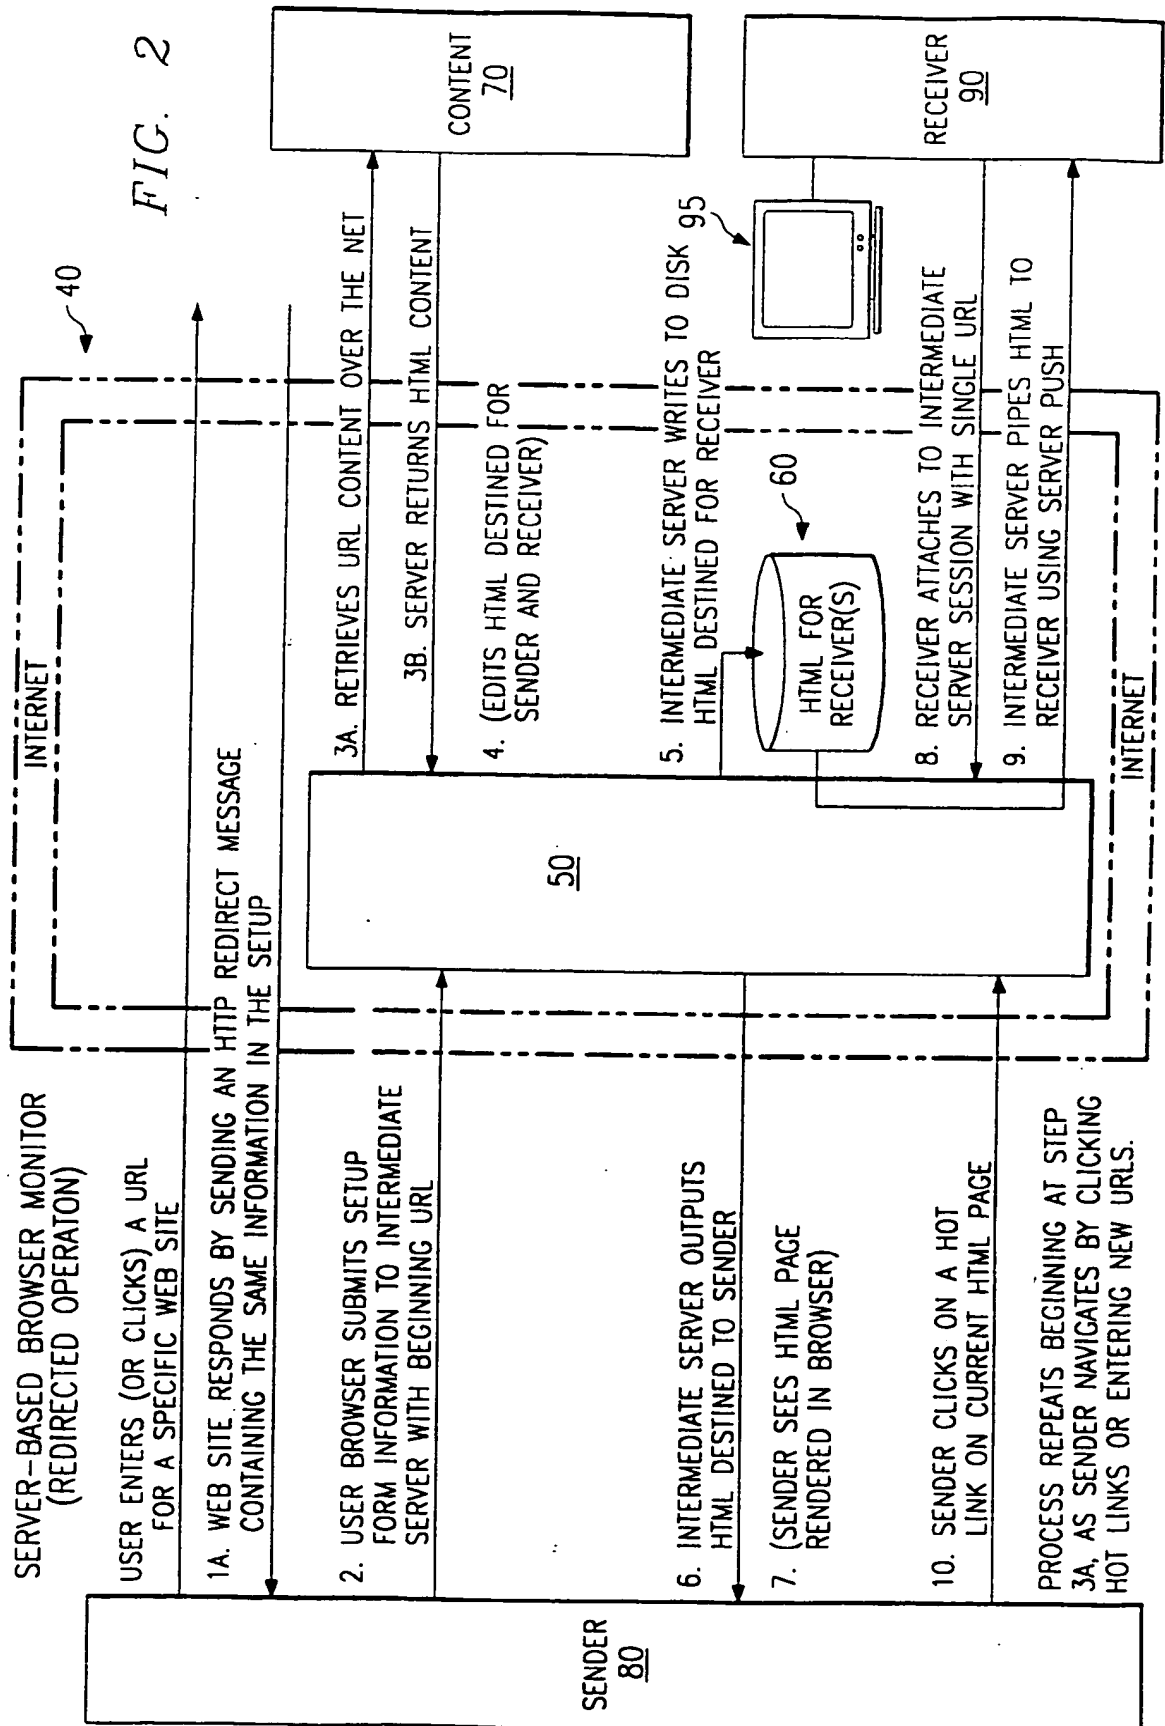 FIG. 2
SERVER-BASED BROWSER MONITOR
(REDIRECTED OPERATON)
40
INTERNET
USER ENTERS (OR CLICKS) A URL
FOR A SPECIFIC WEB SITE
1A. WEB SITE RESPONDS BY SENDING AN HTTP REDIRECT MESSAGE
CONTAINING THE SAME INFORMATION IN THE SETUP
2. USER BROWSER SUBMITS SETUP
FORM INFORMATION TO INTERMEDIATE
SERVER WITH BEGINNING URL
3A. RETRIEVES URL CONTENT OVER THE NET
3B. SERVER RETURNS HTML CONTENT
4. (EDITS HTML DESTINED FOR
SENDER AND RECEIVER)
CONTENT
70
50
5. INTERMEDIATE SERVER WRITES TO DISK
HTML DESTINED FOR RECEIVER
95
60
HTML FOR
RECEIVER(S)
SENDER
80
6. INTERMEDIATE SERVER OUTPUTS
HTML DESTINED TO SENDER
7. (SENDER SEES HTML PAGE
RENDERED IN BROWSER)
8. RECEIVER ATTACHES TO INTERMEDIATE
SERVER SESSION WITH SINGLE URL
9. INTERMEDIATE SERVER PIPES HTML TO
RECEIVER USING SERVER PUSH
RECEIVER
90
10. SENDER CLICKS ON A HOT
LINK ON CURRENT HTML PAGE
INTERNET
PROCESS REPEATS BEGINNING AT STEP
3A, AS SENDER NAVIGATES BY CLICKING
HOT LINKS OR ENTERING NEW URLS.